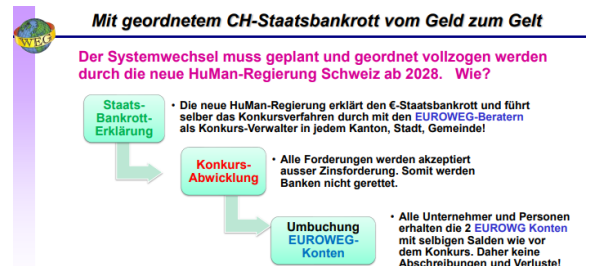 Mit geordnetem CH-Staatsbankrott vom Geld zum Gelt
WEG
Der Systemwechsel muss geplant und geordnet vollzogen werden
durch die neue HuMan-Regierung Schweiz ab 2028. Wie?
Staats-
Bankrott-
Erklärung
• Die neue HuMan-Regierung erklärt den €-Staatsbankrott und führt
selber das Konkursverfahren durch mit den EUROWEG-Beratern
als Konkurs-Verwalter in jedem Kanton, Stadt, Gemeinde!
Konkurs-
Abwicklung
• Alle Forderungen werden akzeptiert
ausser Zinsforderung. Somit werden
Banken nicht gerettet.
Umbuchung
EUROWEG-
Konten
• Alle Unternehmer und Personen
erhalten die 2 EUROWG Konten
mit selbigen Salden wie vor
dem Konkurs. Daher keine
Abschreibungen und Verluste!